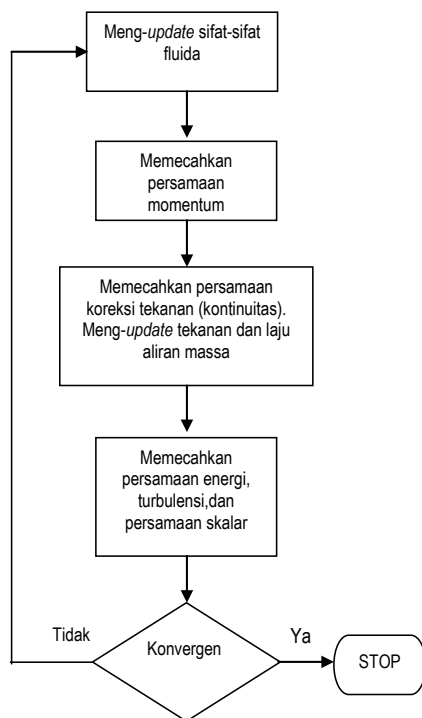 Meng-update sifat-sifat
fluida
Memecahkan
persamaan
momentum
Memecahkan persamaan
koreksi tekanan (kontinuitas).
Meng-update tekanan dan laju
aliran massa
Memecahkan
persamaan energi,
turbulensi,dan
persamaan skalar
Tidak
Konvergen
Ya
STOP